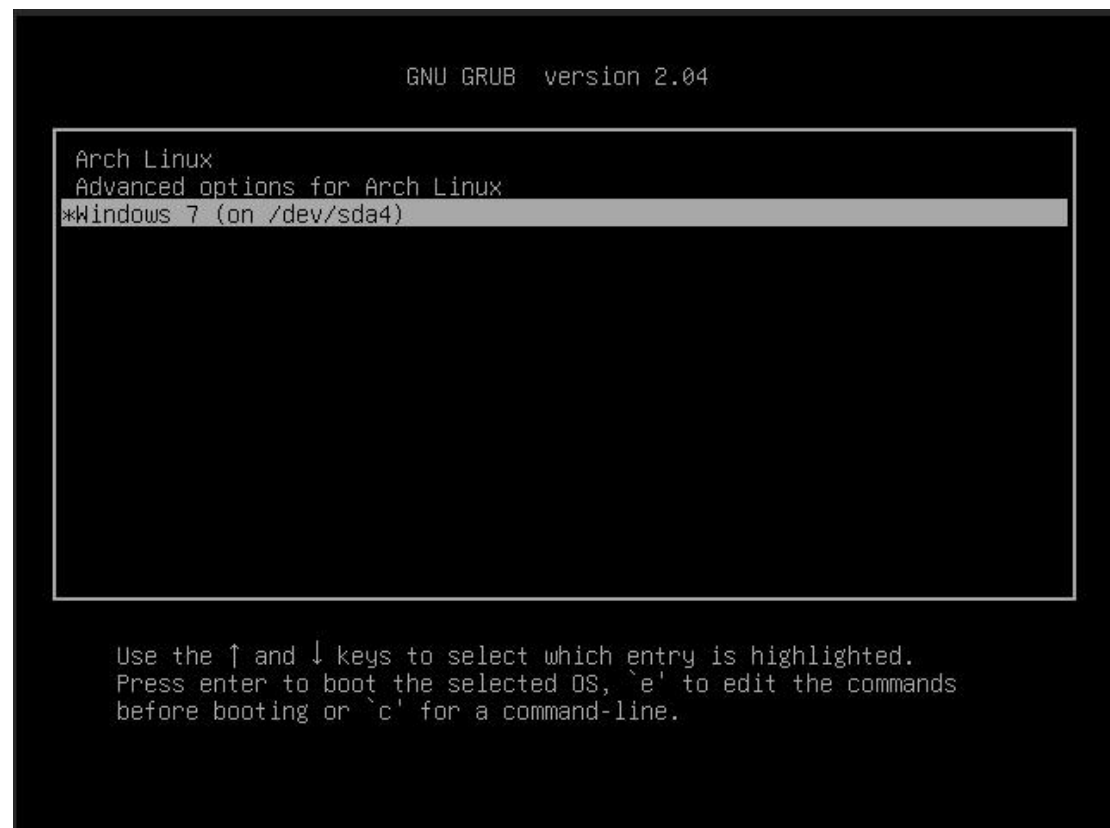 GNU GRUB version 2.04
Arch Linux
Advanced options for Arch Linux
*Windows 7 (on /dev/sda4)
Use the ↑ and ↓ keys to select which entry is highlighted.
Press enter to boot the selected OS, `e' to edit the commands
before booting or `c' for a command-line.